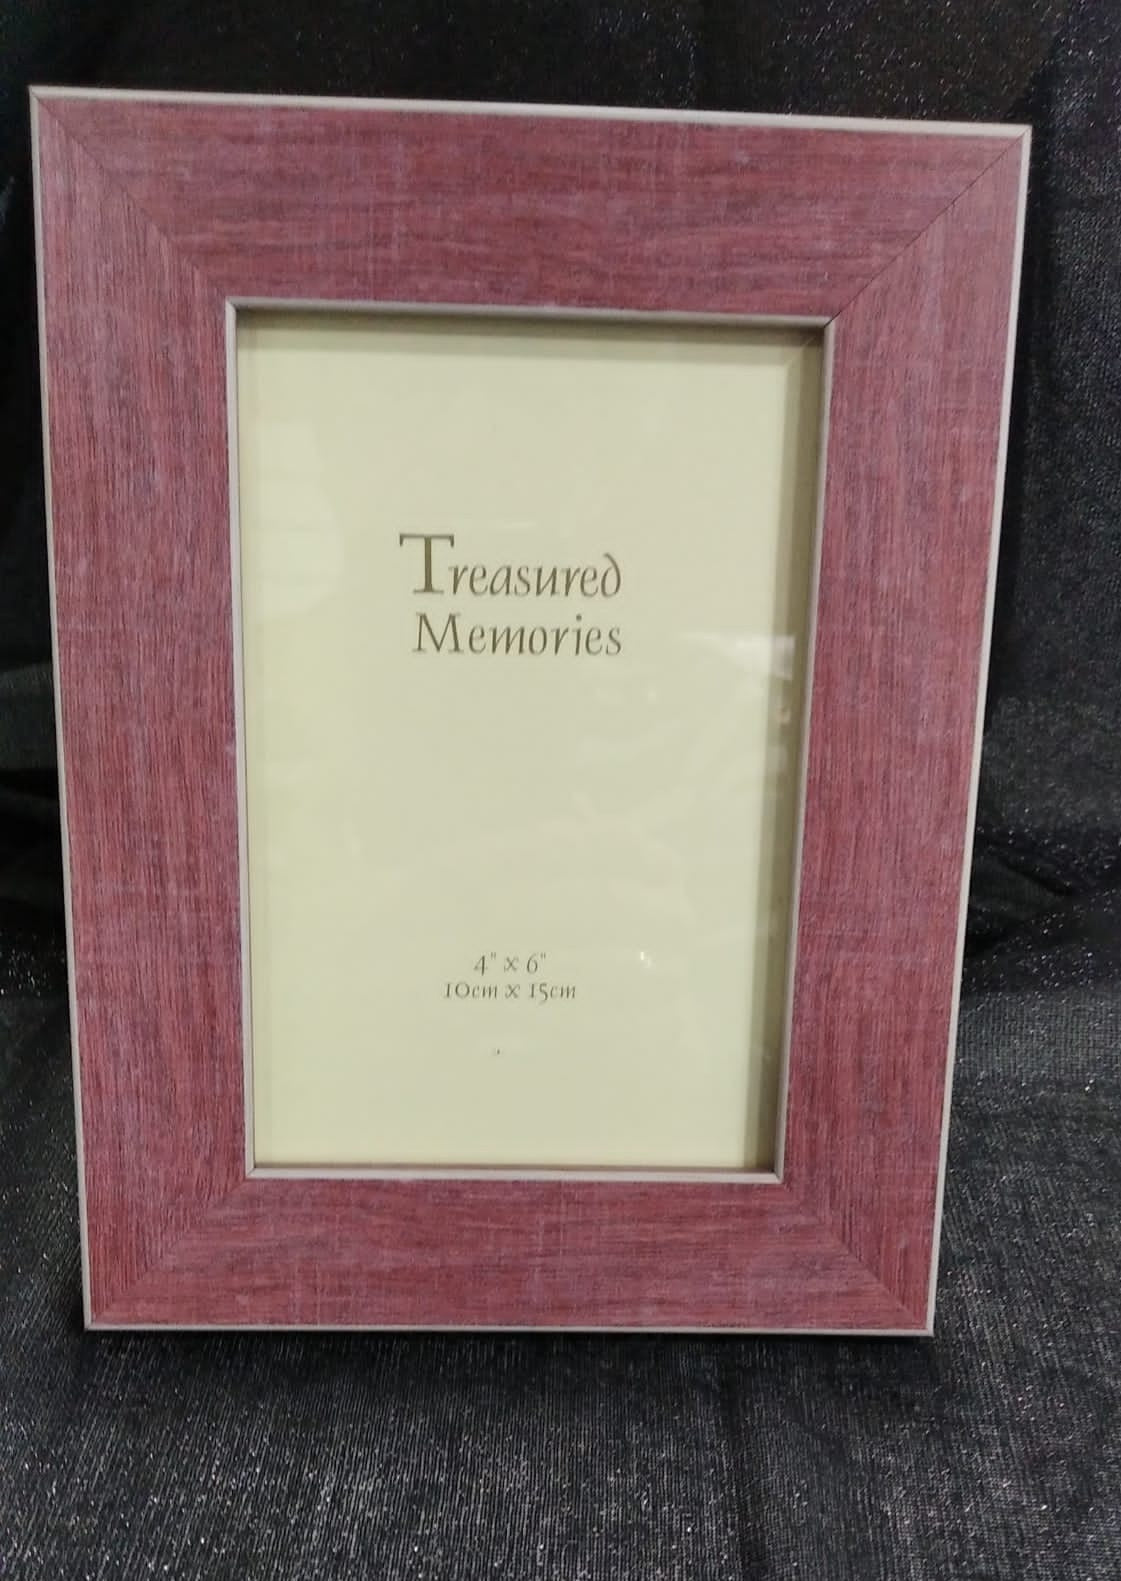 Treasured
Memories
4" x 6"
10cm x 15cm